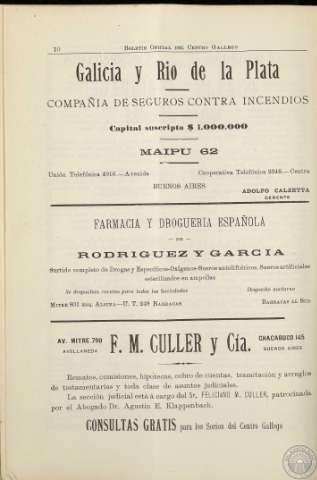 10 BOLETIN OFICIAL DEL CENTRO GALLEGO
Galicia y Rio de la Plata
COMPAÑIA DE SEGUROS CONTRA INCENDIOS
Capital suscripto $ 1.000.000
MAIPU 62
Unión Telefónica 4916.—Avenida Cooperativa Telefónica 3946.—Centro
BUENOS AIRES
ADOLFO CALZETTA
GERENTE
FARMACIA Y DROGUERIA ESPAÑOLA
— DE —
RODRIGUEZ Y GARCIA
Surtido completo de Drogas y Específicos-Oxígenos-Sueros antidiftéricos, Sueros artificiales
esterilizados en ampollas
Se despachan recetas para todas las Sociedades Despacho nocturno
MITRE 801 esq. ALSINA—U. T. 249 BARRACAS BARRACAS AL SUD
AV. MITRE 790
AVELLANEDA
F. M. CULLER y Cía.
CHACABUCO 145
BUENOS AIRES
Remates, comisiones, hipotecas, cobro de cuentas, tramitación y arreglos
de testamentarias y toda clase de asuntos judiciales.
La sección judicial está á cargo del Sr. FELICIANO M. CULLER, patrocinada
por el Abogado Dr. Agustín E. Klappenbach.
CONSULTAS GRATIS para los Socios del Centro Gallego